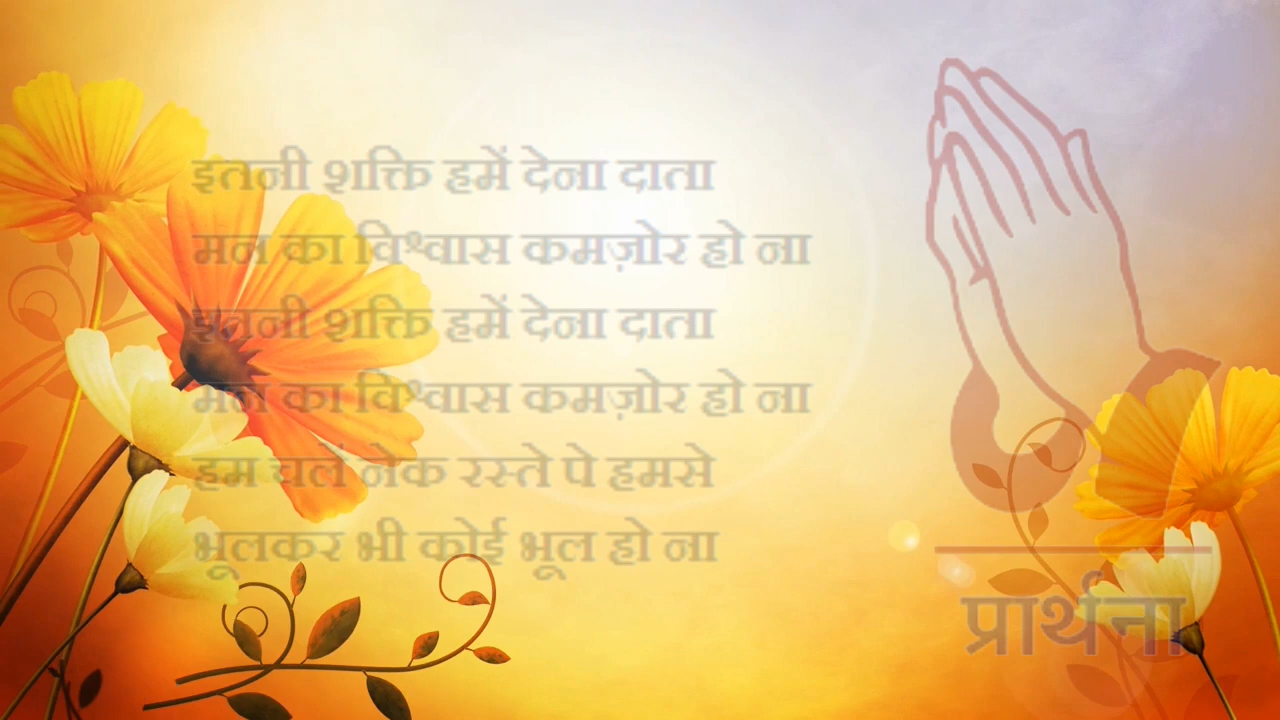 इतनी शक्ति हमें देना दाता
मन का विश्वास कमज़ोर हो ना
इतनी शक्ति हमें देना दाता
मन का विश्वास कमज़ोर हो ना
हम चलें नेक रस्ते पे हमसे
भूलकर भी कोई भूल हो ना
प्रार्थना